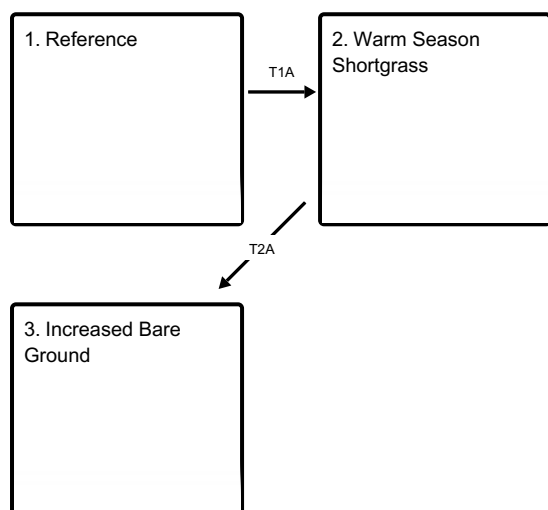 1. Reference
T1A
2. Warm Season
Shortgrass
T2A
3. Increased Bare
Ground